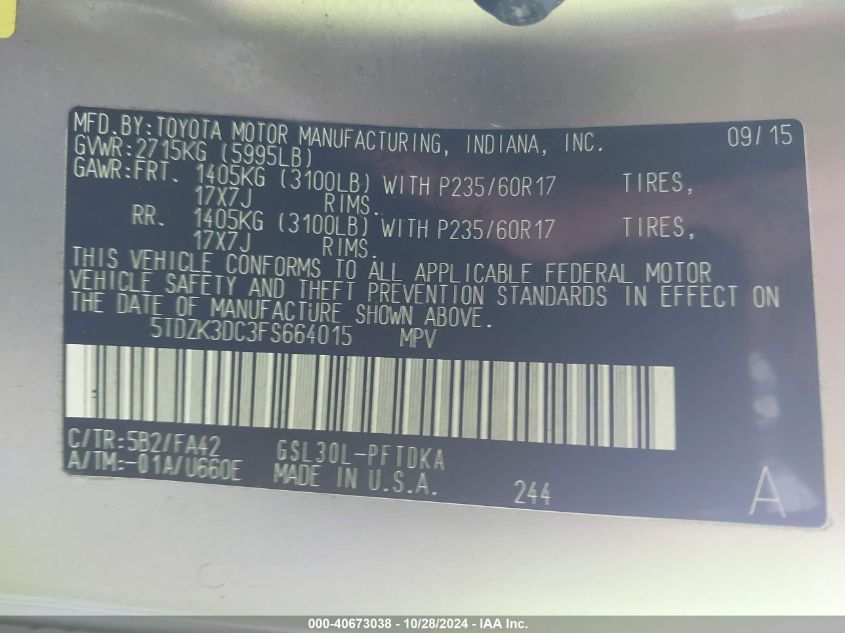 MFD.BY:TOYOTA MOTOR MANUFACTURING, INDIANA, INC. 09/15
GVWR:2715KG (5995LB)
GAWR:FRT. 1405KG (3100LB) WITH P235/60R17 TIRES,
17X7J RIMS.
RR. 1405KG (3100LB) WITH P235/60R17 TIRES,
17X7J RIMS.
THIS VEHICLE CONFORMS TO ALL APPLICABLE FEDERAL MOTOR
VEHICLE SAFETY AND THEFT PREVENTION STANDARDS IN EFFECT ON
THE DATE OF MANUFACTURE SHOWN ABOVE.
5TDZK3DC3FS664015 MPV
C/TR:5B2/FA42 GSL30L-PFTDKA
A/TM:-01A/U660E MADE IN U.S.A. 244 A
000-40673038 - 10/28/2024 - IAA Inc.